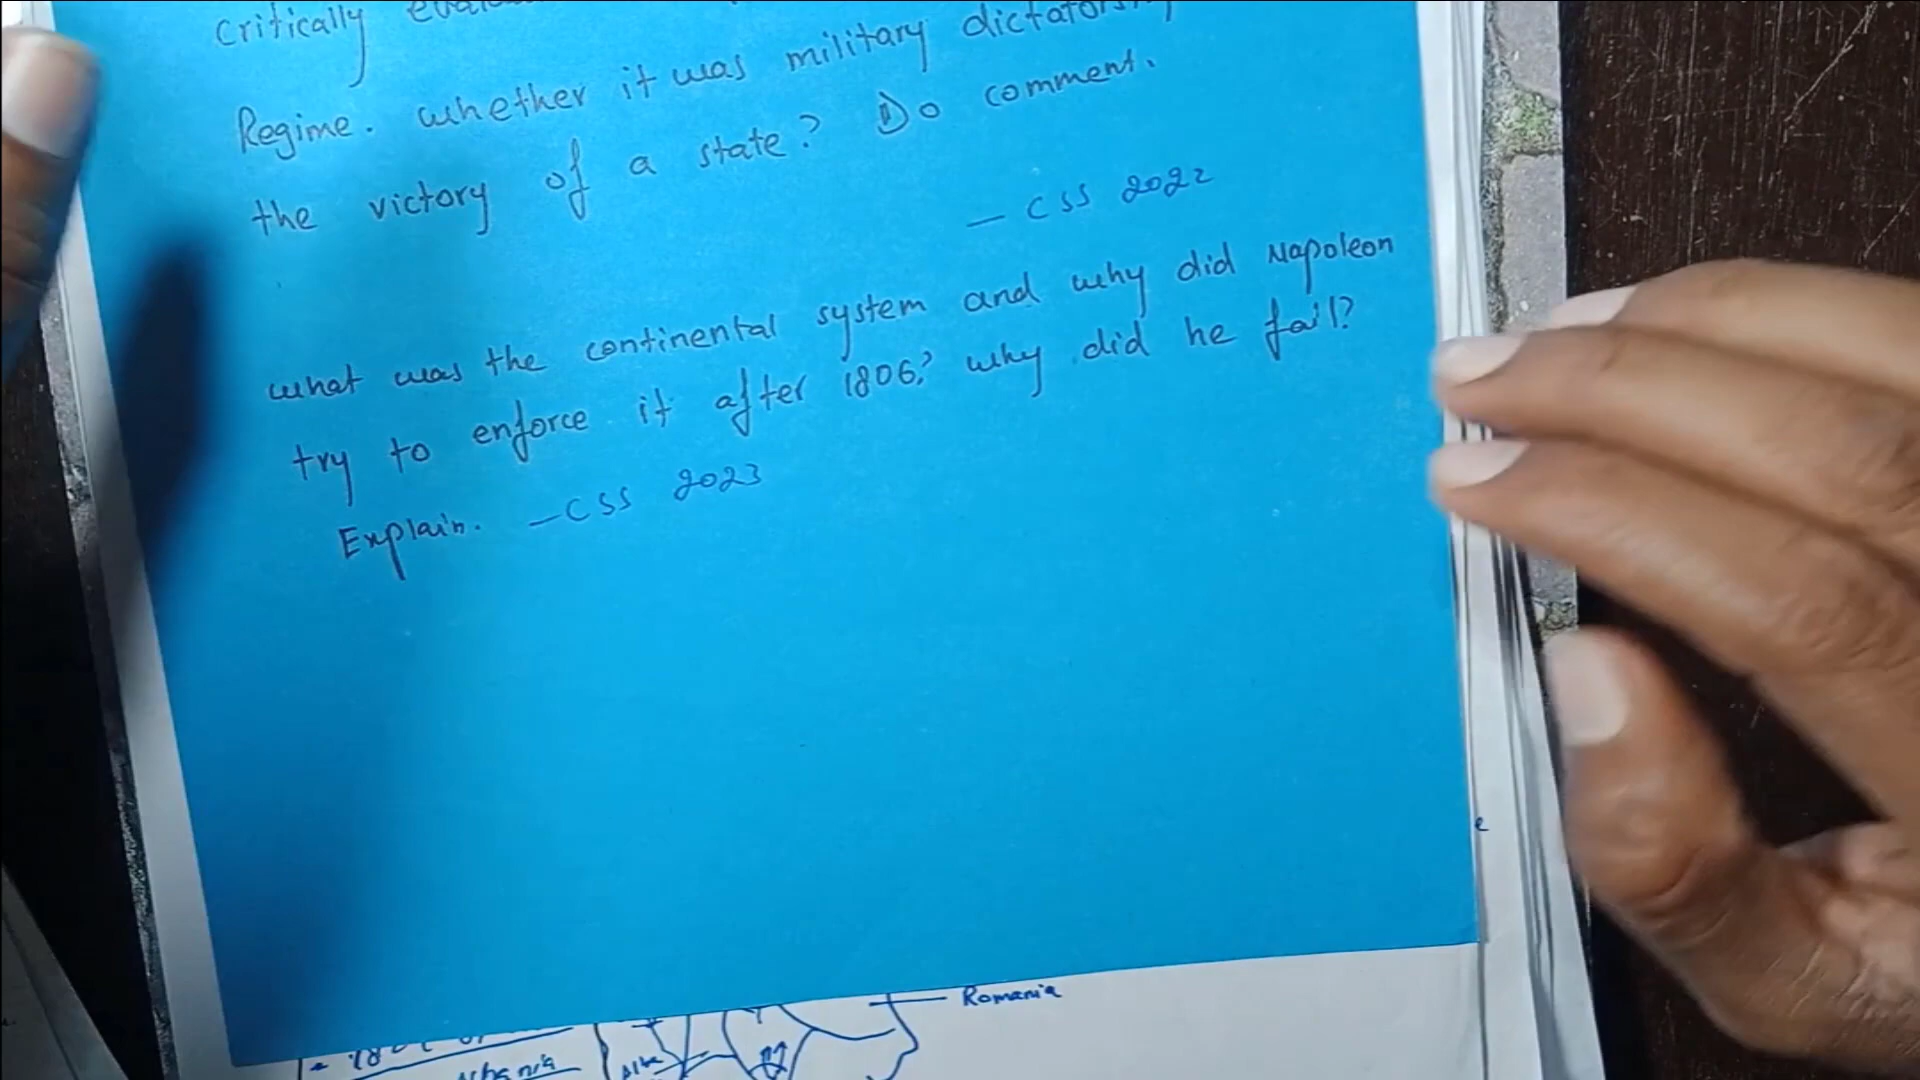 critically
Regime. whether it was military
the victory of a state? Do comment.
— CSS 2022
what was the continental system and why did Napoleon
try to enforce it after 1806? why did he fail?
Explain. — CSS 2023
e
Romania